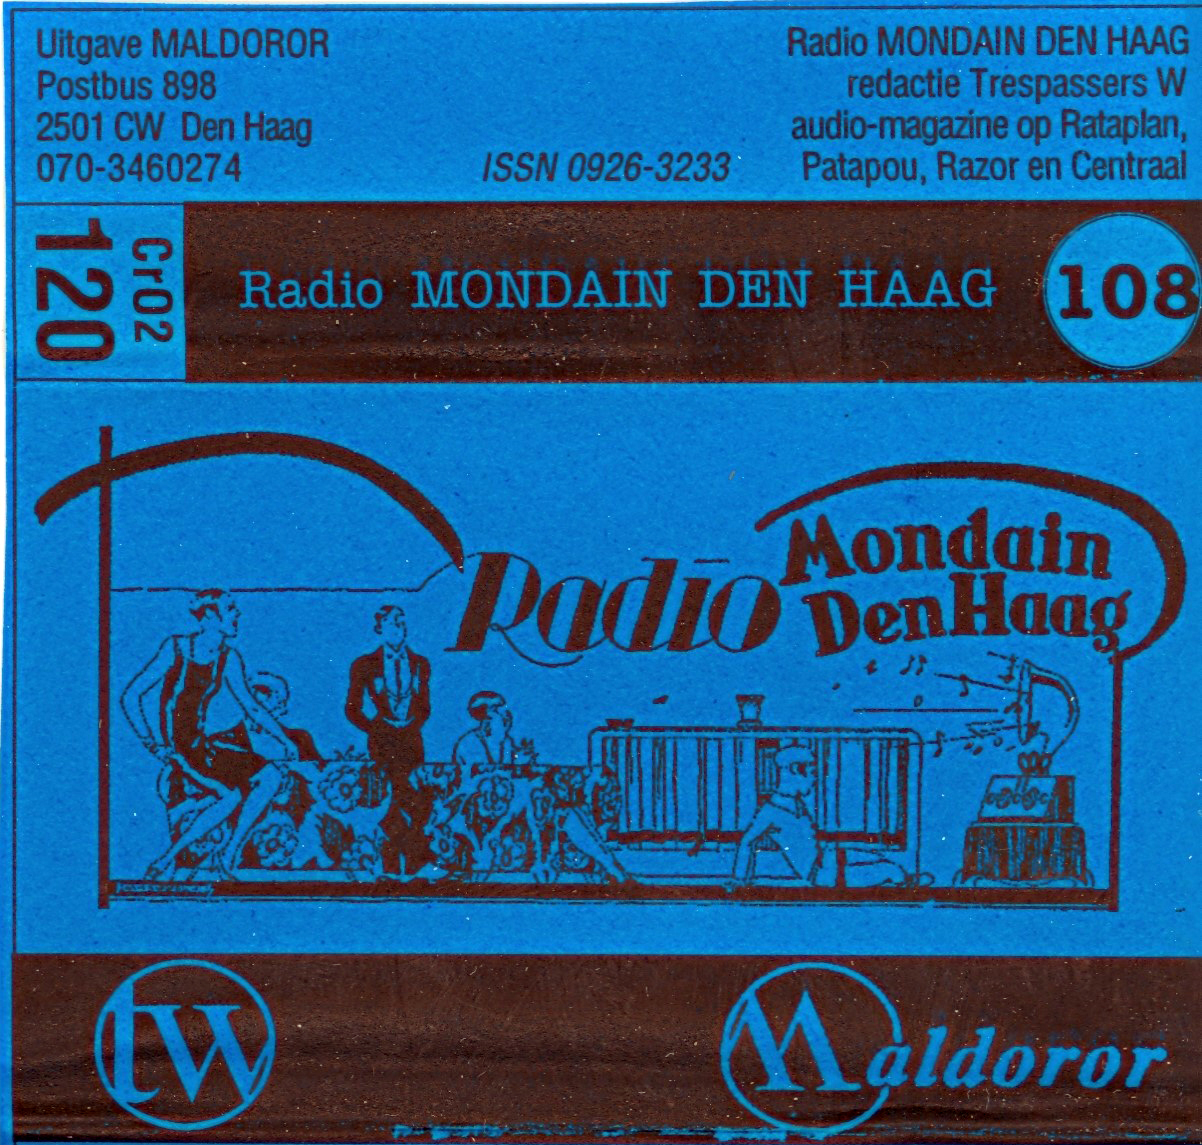 Uitgave MALDOROR
Postbus 898
2501 CW Den Haag
070-3460274
ISSN 0926-3233
Radio MONDAIN DEN HAAG
redactie Trespassers W
audio-magazine op Rataplan,
Patapou, Razor en Centraal
CrO2
120
Radio MONDAIN DEN HAAG
108
Radio Mondain
Den Haag
tw
Maldoror